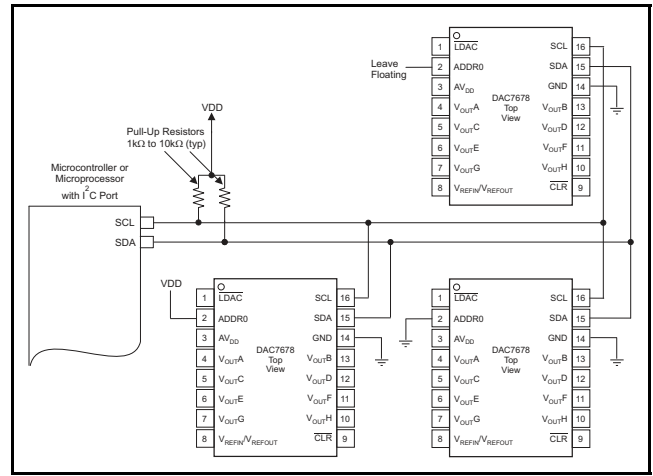 Leave
Floating
1 LDAC SCL 16
2 ADDR0 SDA 15
3 AVDD GND 14
4 VOUTA VOUTB 13
5 VOUTC VOUTD 12
6 VOUTE VOUTF 11
7 VOUTG VOUTH 10
8 VREFIN/VREFOUT CLR 9
DAC7678
Top
View
VDD
Pull-Up Resistors
1kΩ to 10kΩ (typ)
Microcontroller or
Microprocessor
with I2C Port
SCL
SDA
VDD
1 LDAC SCL 16
2 ADDR0 SDA 15
3 AVDD GND 14
4 VOUTA VOUTB 13
5 VOUTC VOUTD 12
6 VOUTE VOUTF 11
7 VOUTG VOUTH 10
8 VREFIN/VREFOUT CLR 9
DAC7678
Top
View
1 LDAC SCL 16
2 ADDR0 SDA 15
3 AVDD GND 14
4 VOUTA VOUTB 13
5 VOUTC VOUTD 12
6 VOUTE VOUTF 11
7 VOUTG VOUTH 10
8 VREFIN/VREFOUT CLR 9
DAC7678
Top
View